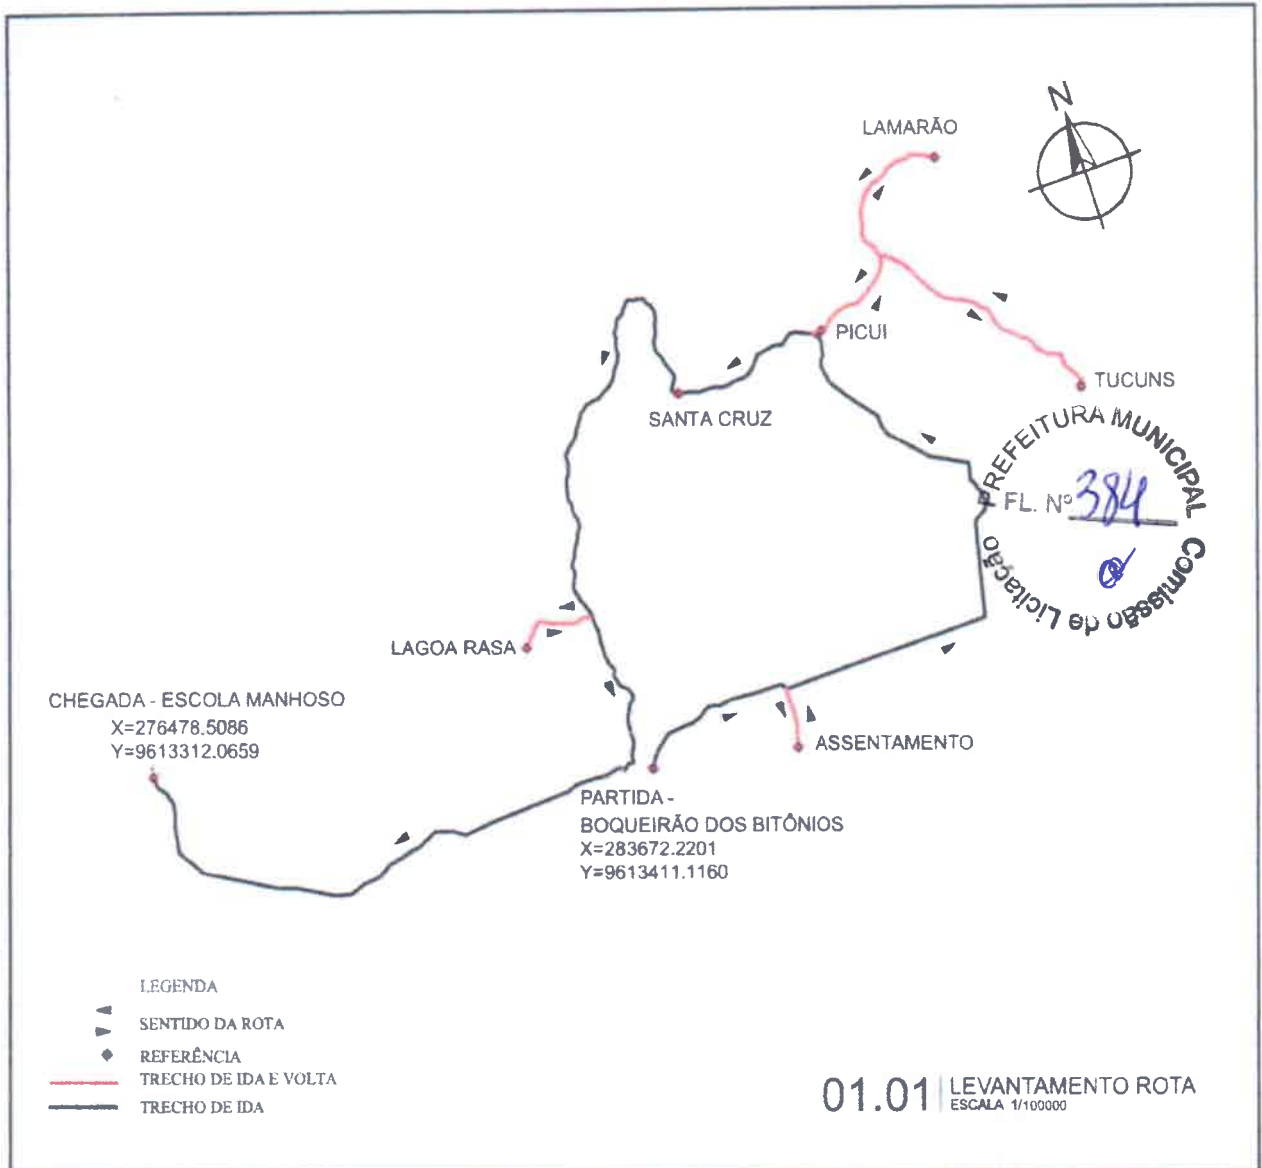 N
LAMARÃO
PICUI
TUCUNS
SANTA CRUZ
PREFEITURA MUNICIPAL
FL. Nº 384
Comissão de Licitação
LAGOA RASA
CHEGADA - ESCOLA MANHOSO
X=276478.5086
Y=9613312.0659
ASSENTAMENTO
PARTIDA -
BOQUEIRÃO DOS BITÔNIOS
X=283672.2201
Y=9613411.1160
LEGENDA
SENTIDO DA ROTA
REFERÊNCIA
TRECHO DE IDA E VOLTA
TRECHO DE IDA
01.01 LEVANTAMENTO ROTA
ESCALA 1/100000